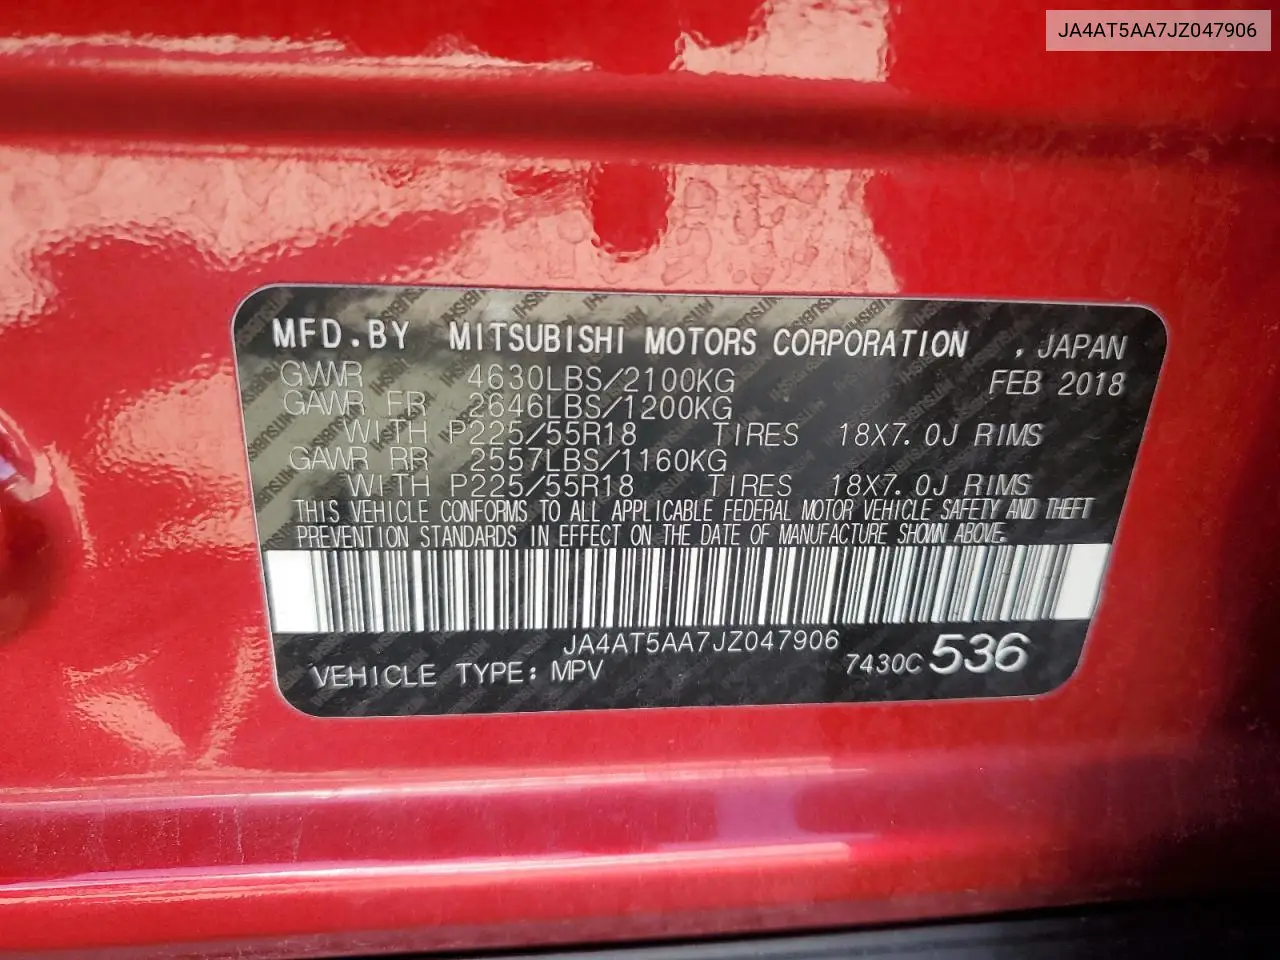 JA4AT5AA7JZ047906
MFD.BY MITSUBISHI MOTORS CORPORATION , JAPAN
GVWR 4630LBS/2100KG FEB 2018
GAWR FR 2646LBS/1200KG
WITH P225/55R18 TIRES 18X7.0J RIMS
GAWR RR 2557LBS/1160KG
WITH P225/55R18 TIRES 18X7.0J RIMS
THIS VEHICLE CONFORMS TO ALL APPLICABLE FEDERAL MOTOR VEHICLE SAFETY AND THEFT
PREVENTION STANDARDS IN EFFECT ON THE DATE OF MANUFACTURE SHOWN ABOVE.
JA4AT5AA7JZ047906
VEHICLE TYPE: MPV 7430C 536